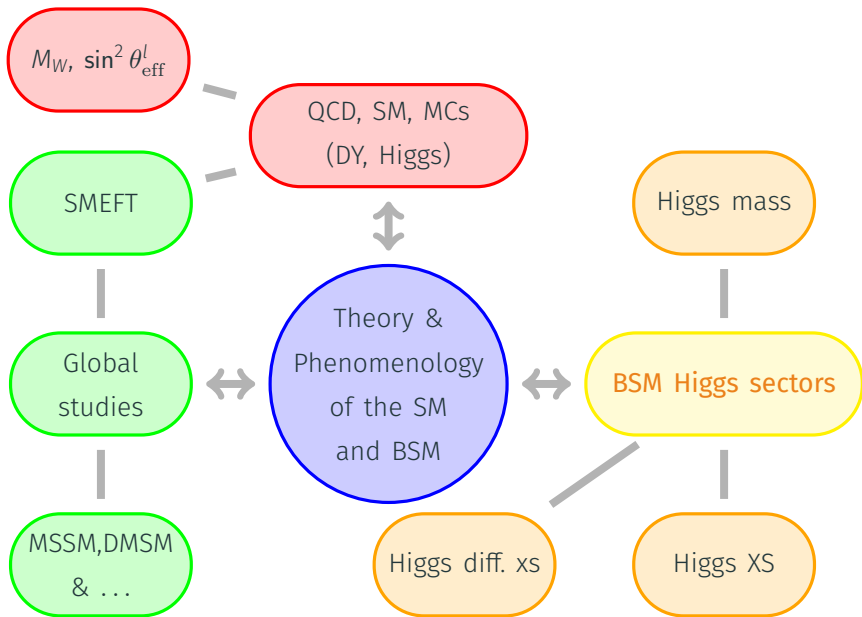 M_W, sin² θ^l_eff
QCD, SM, MCs
(DY, Higgs)
SMEFT
Higgs mass
Theory &
Phenomenology
of the SM
and BSM
Global
studies
BSM Higgs sectors
MSSM,DMSM
& ...
Higgs diff. xs
Higgs XS